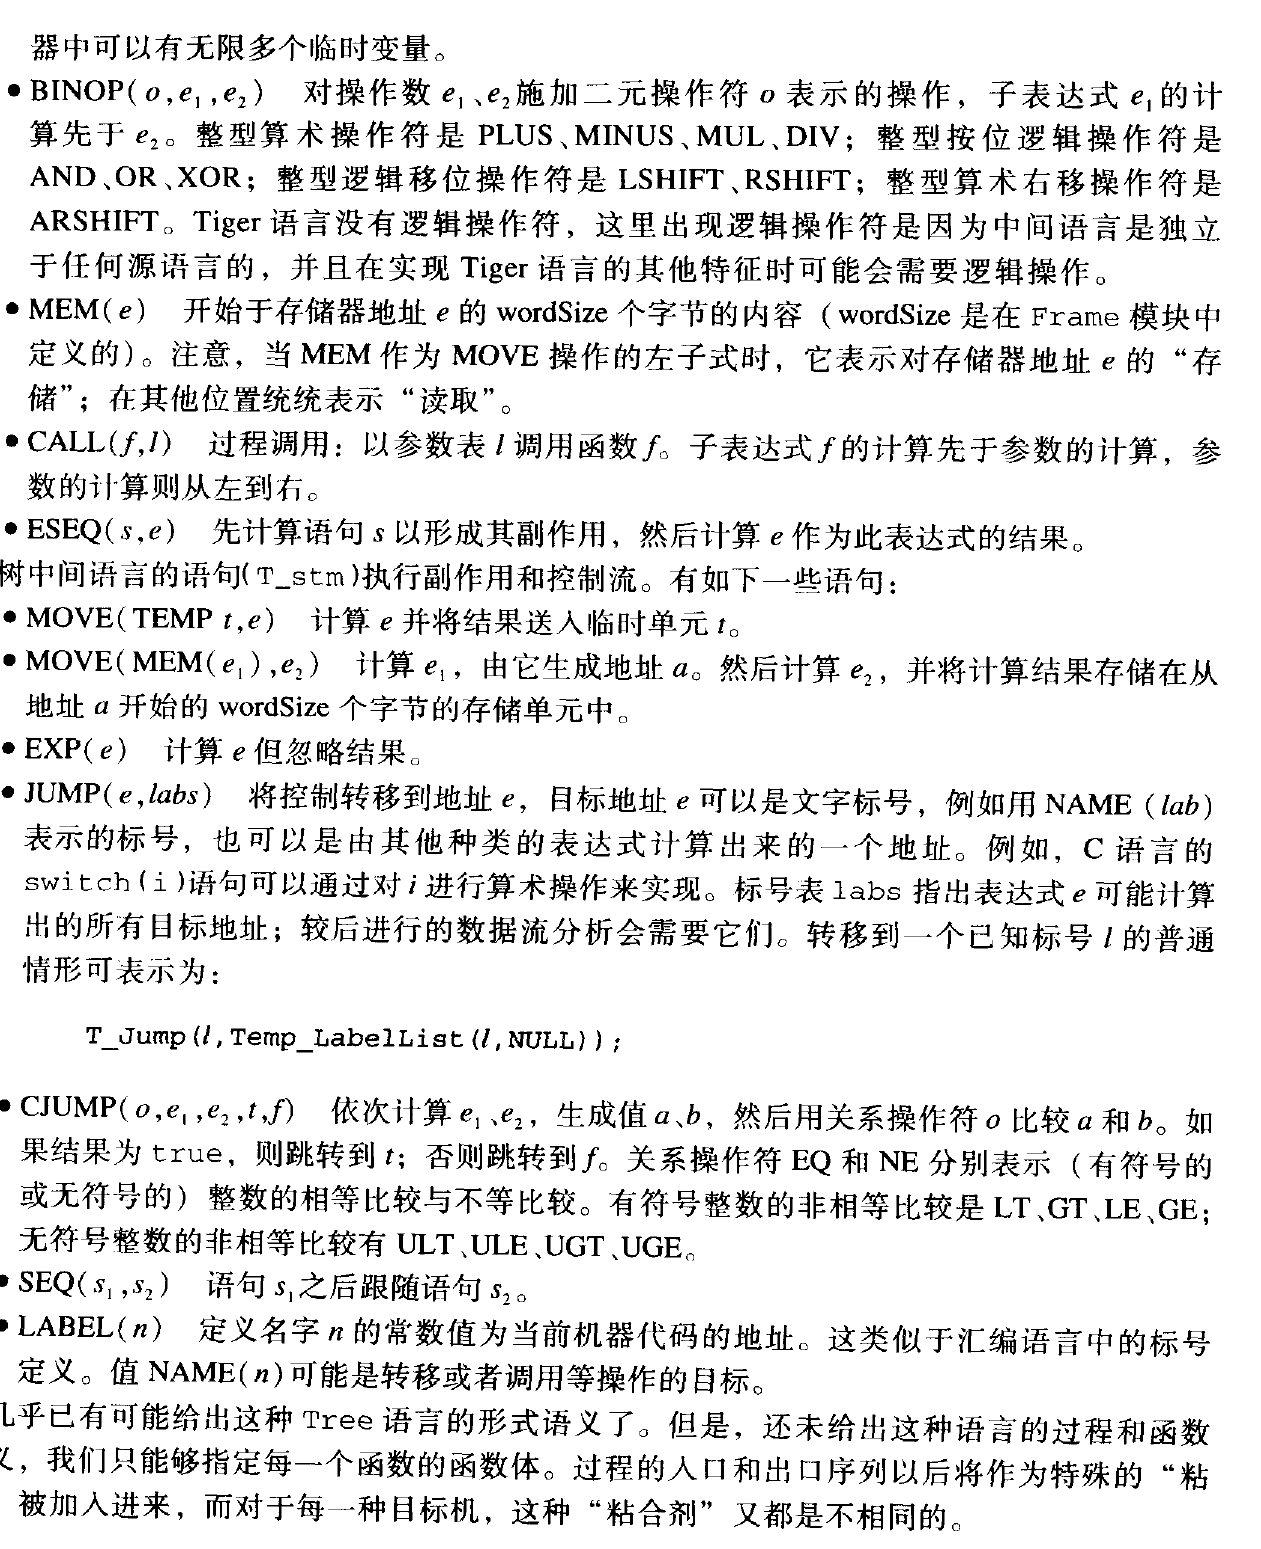 器中可以有无限多个临时变量。
● BINOP(o,e₁,e₂) 对操作数 e₁、e₂施加二元操作符 o 表示的操作，子表达式 e₁的计
算先于 e₂。整型算术操作符是 PLUS、MINUS、MUL、DIV；整型按位逻辑操作符是
AND、OR、XOR；整型逻辑移位操作符是 LSHIFT、RSHIFT；整型算术右移操作符是
ARSHIFT。Tiger 语言没有逻辑操作符，这里出现逻辑操作符是因为中间语言是独立
于任何源语言的，并且在实现 Tiger 语言的其他特征时可能会需要逻辑操作。
● MEM(e) 开始于存储器地址 e 的 wordSize 个字节的内容（wordSize 是在 Frame 模块中
定义的）。注意，当 MEM 作为 MOVE 操作的左子式时，它表示对存储器地址 e 的“存
储”；在其他位置统统表示“读取”。
● CALL(f,l) 过程调用：以参数表 l 调用函数 f。子表达式 f 的计算先于参数的计算，参
数的计算则从左到右。
● ESEQ(s,e) 先计算语句 s 以形成其副作用，然后计算 e 作为此表达式的结果。
树中间语言的语句(T_stm)执行副作用和控制流。有如下一些语句：
● MOVE(TEMP t,e) 计算 e 并将结果送入临时单元 t。
● MOVE(MEM(e₁),e₂) 计算 e₁，由它生成地址 a。然后计算 e₂，并将计算结果存储在从
地址 a 开始的 wordSize 个字节的存储单元中。
● EXP(e) 计算 e 但忽略结果。
● JUMP(e,labs) 将控制转移到地址 e，目标地址 e 可以是文字标号，例如用 NAME (lab)
表示的标号，也可以是由其他种类的表达式计算出来的一个地址。例如，C 语言的
switch(i)语句可以通过对 i 进行算术操作来实现。标号表 labs 指出表达式 e 可能计算
出的所有目标地址；较后进行的数据流分析会需要它们。转移到一个已知标号 l 的普通
情形可表示为：
T_Jump(l,Temp_LabelList(l,NULL));
● CJUMP(o,e₁,e₂,t,f) 依次计算 e₁、e₂，生成值 a、b，然后用关系操作符 o 比较 a 和 b。如
果结果为 true，则跳转到 t；否则跳转到 f。关系操作符 EQ 和 NE 分别表示（有符号的
或无符号的）整数的相等比较与不等比较。有符号整数的非相等比较是 LT、GT、LE、GE；
无符号整数的非相等比较有 ULT、ULE、UGT、UGE。
● SEQ(s₁,s₂) 语句 s₁之后跟随语句 s₂。
● LABEL(n) 定义名字 n 的常数值为当前机器代码的地址。这类似于汇编语言中的标号
定义。值 NAME(n)可能是转移或者调用等操作的目标。
几乎已有可能给出这种 Tree 语言的形式语义了。但是，还未给出这种语言的过程和函数
义，我们只能够指定每一个函数的函数体。过程的入口和出口序列以后将作为特殊的“粘
被加入进来，而对于每一种目标机，这种“粘合剂”又都是不相同的。